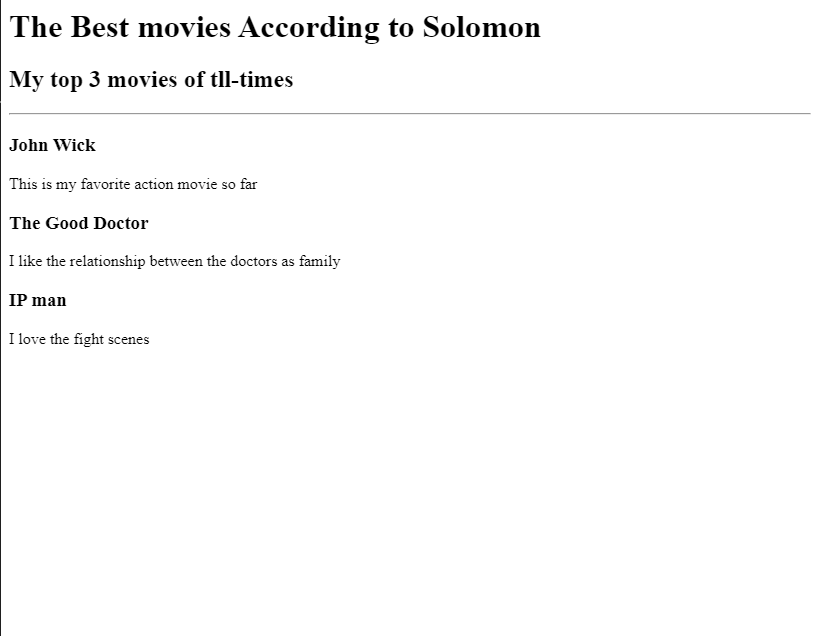 The Best movies According to Solomon
My top 3 movies of tll-times
John Wick
This is my favorite action movie so far
The Good Doctor
I like the relationship between the doctors as family
IP man
I love the fight scenes